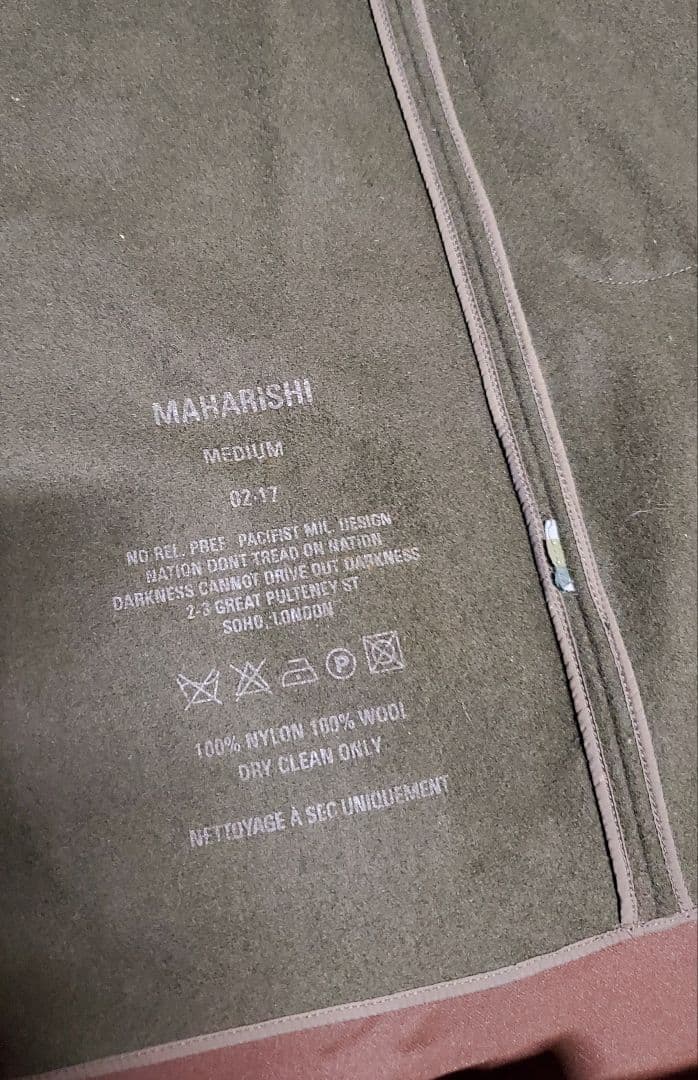 MAHARISHI
MEDIUM
02-17
NO REL. PREF. PACIFIST MIL. DESIGN
NATION DONT TREAD ON NATION
DARKNESS CANNOT DRIVE OUT DARKNESS
2-3 GREAT PULTENEY ST
SOHO, LONDON
P
100% NYLON 100% WOOL
DRY CLEAN ONLY
NETTOYAGE À SEC UNIQUEMENT